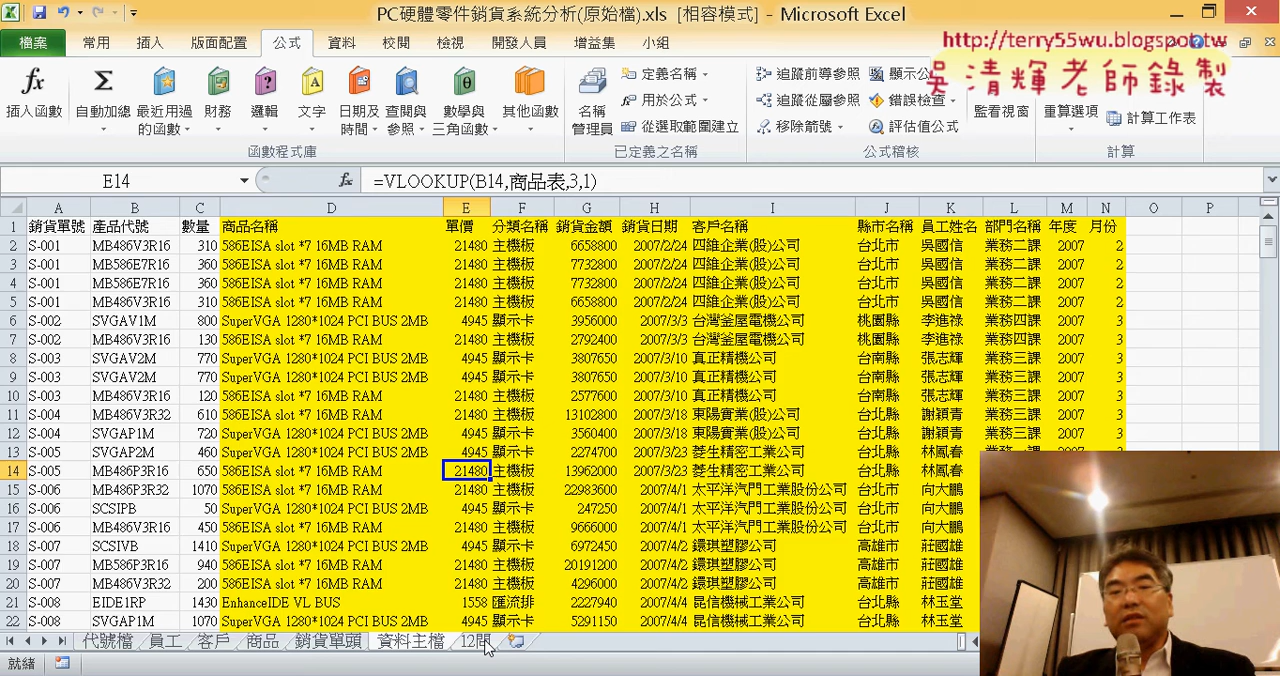 PC硬體零件銷貨系統分析(原始檔).xls [相容模式] - Microsoft Excel
檔案 常用 插入 版面配置 公式 資料 校閱 檢視 開發人員 增益集 小組
http://terry55wu.blogspot.tw
吳清輝老師錄製
插入函數 自動加總 最近用過的函數 財務 邏輯 文字 日期及時間 查閱與參照 數學與三角函數 其他函數 名稱管理員 定義名稱 用於公式 從選取範圍建立 追蹤前導參照 追蹤從屬參照 移除箭號 顯示公 錯誤檢查 評估值公式 監看視窗 重算選項 計算工作表
函數程式庫 已定義之名稱 公式稽核 計算
E14 fx =VLOOKUP(B14,商品表,3,1)
A B C D E F G H I J K L M N O P
1 銷貨單號 產品代號 數量 商品名稱 單價 分類名稱 銷貨金額 銷貨日期 客戶名稱 縣市名稱 員工姓名 部門名稱 年度 月份
2 S-001 MB486V3R16 310 586EISA slot *7 16MB RAM 21480 主機板 6658800 2007/2/24 四維企業(股)公司 台北市 吳國信 業務二課 2007 2
3 S-001 MB586E7R16 360 586EISA slot *7 16MB RAM 21480 主機板 7732800 2007/2/24 四維企業(股)公司 台北市 吳國信 業務二課 2007 2
4 S-001 MB586E7R16 360 586EISA slot *7 16MB RAM 21480 主機板 7732800 2007/2/24 四維企業(股)公司 台北市 吳國信 業務二課 2007 2
5 S-001 MB486V3R16 310 586EISA slot *7 16MB RAM 21480 主機板 6658800 2007/2/24 四維企業(股)公司 台北市 吳國信 業務二課 2007 2
6 S-002 SVGAV1M 800 SuperVGA 1280*1024 PCI BUS 2MB 4945 顯示卡 3956000 2007/3/3 台灣釜屋電機公司 桃園縣 李進祿 業務四課 2007 3
7 S-002 MB486V3R16 130 586EISA slot *7 16MB RAM 21480 主機板 2792400 2007/3/3 台灣釜屋電機公司 桃園縣 李進祿 業務四課 2007 3
8 S-003 SVGAV2M 770 SuperVGA 1280*1024 PCI BUS 2MB 4945 顯示卡 3807650 2007/3/10 真正精機公司 台南縣 張志輝 業務三課 2007 3
9 S-003 SVGAV2M 770 SuperVGA 1280*1024 PCI BUS 2MB 4945 顯示卡 3807650 2007/3/10 真正精機公司 台南縣 張志輝 業務三課 2007 3
10 S-003 MB486V3R16 120 586EISA slot *7 16MB RAM 21480 主機板 2577600 2007/3/10 真正精機公司 台南縣 張志輝 業務三課 2007 3
11 S-004 MB486V3R32 610 586EISA slot *7 16MB RAM 21480 主機板 13102800 2007/3/18 東陽實業(股)公司 台北縣 謝穎青 業務三課 2007 3
12 S-004 SVGAP1M 720 SuperVGA 1280*1024 PCI BUS 2MB 4945 顯示卡 3560400 2007/3/18 東陽實業(股)公司 台北縣 謝穎青 業務三課 2007 3
13 S-005 SVGAP2M 460 SuperVGA 1280*1024 PCI BUS 2MB 4945 顯示卡 2274700 2007/3/23 菱生精密工業公司 台北市 林鳳春
14 S-005 MB486P3R16 650 586EISA slot *7 16MB RAM 21480 主機板 13962000 2007/3/23 菱生精密工業公司 台北市 林鳳春
15 S-006 MB486P3R32 1070 586EISA slot *7 16MB RAM 21480 主機板 22983600 2007/4/1 太平洋汽門工業股份公司 台北市 向大鵬
16 S-006 SCSIPB 50 SuperVGA 1280*1024 PCI BUS 2MB 4945 顯示卡 247250 2007/4/1 太平洋汽門工業股份公司 台北市 向大鵬
17 S-006 MB486V3R16 450 586EISA slot *7 16MB RAM 21480 主機板 9666000 2007/4/1 太平洋汽門工業股份公司 台北市 向大鵬
18 S-007 SCSIVB 1410 SuperVGA 1280*1024 PCI BUS 2MB 4945 顯示卡 6972450 2007/4/2 鐶琪塑膠公司 高雄市 莊國雄
19 S-007 MB586P3R16 940 586EISA slot *7 16MB RAM 21480 主機板 20191200 2007/4/2 鐶琪塑膠公司 高雄市 莊國雄
20 S-007 MB486V3R32 200 586EISA slot *7 16MB RAM 21480 主機板 4296000 2007/4/2 鐶琪塑膠公司 高雄市 莊國雄
21 S-008 EIDE1RP 1430 EnhanceIDE VL BUS 1558 匯流排 2227940 2007/4/4 昆信機械工業公司 台北縣 林玉堂
22 S-008 SVGAP1M 1070 SuperVGA 1280*1024 PCI BUS 2MB 4945 顯示卡 5291150 2007/4/4 昆信機械工業公司 台北縣 林玉堂
代號檔 員工 客戶 商品 銷貨單頭 資料主檔 12問
就緒